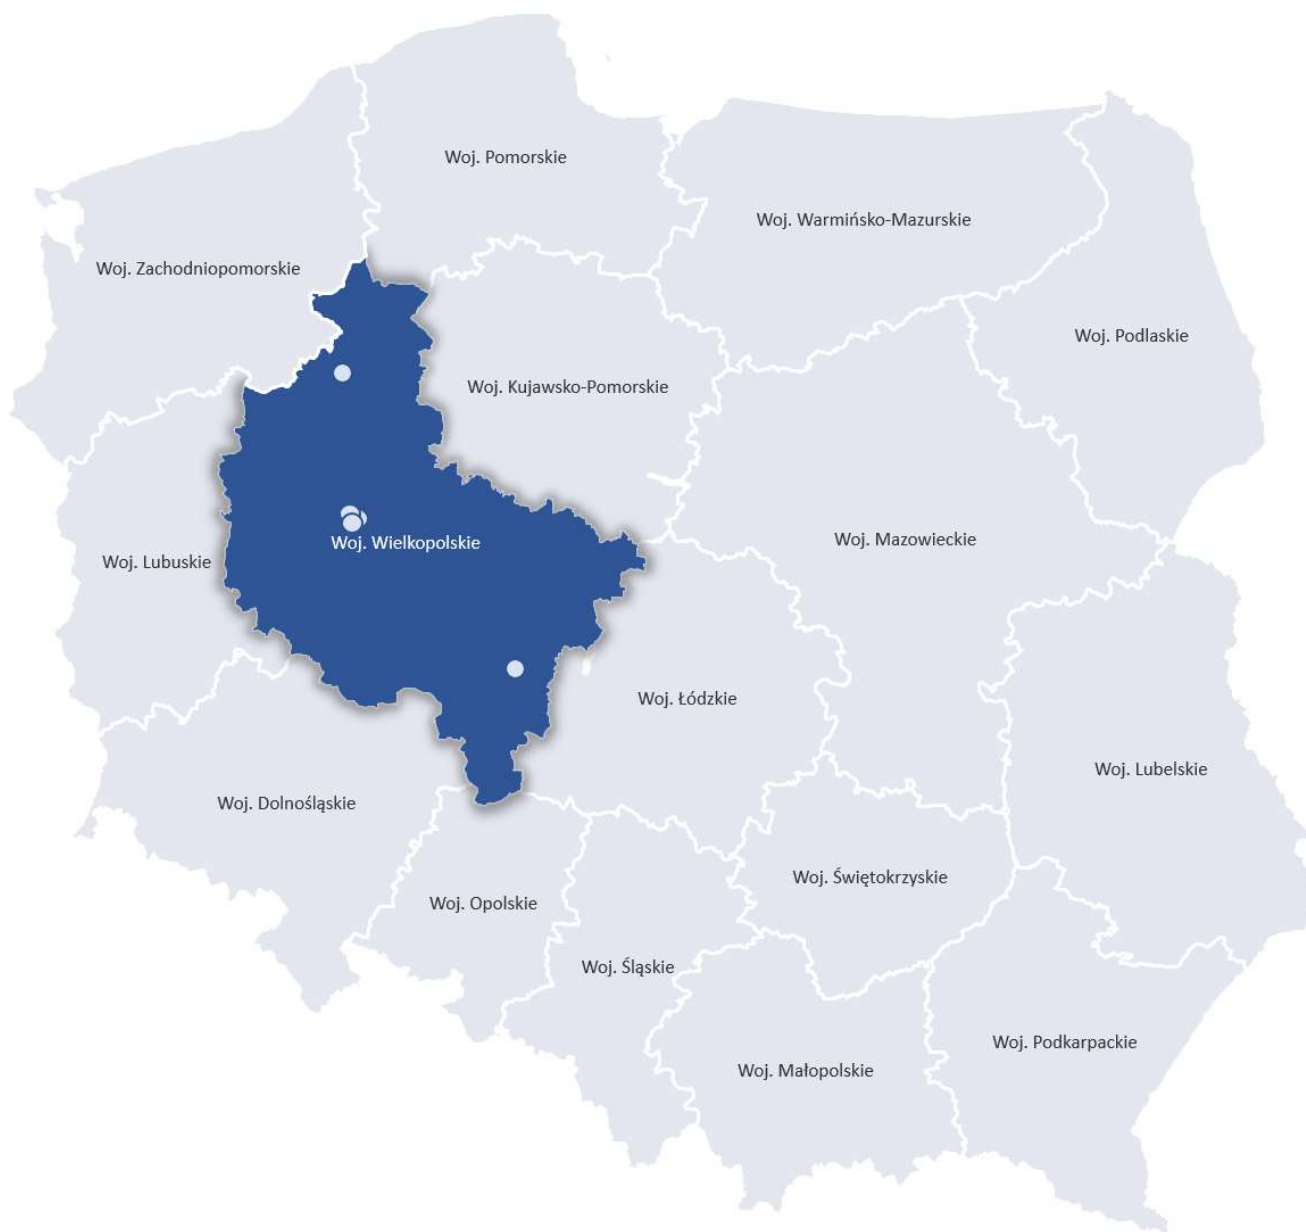 Woj. Pomorskie
Woj. Warmińsko-Mazurskie
Woj. Zachodniopomorskie
Woj. Podlaskie
Woj. Kujawsko-Pomorskie
Woj. Mazowieckie
Woj. Wielkopolskie
Woj. Lubuskie
Woj. Łódzkie
Woj. Lubelskie
Woj. Dolnośląskie
Woj. Świętokrzyskie
Woj. Opolskie
Woj. Śląskie
Woj. Podkarpackie
Woj. Małopolskie